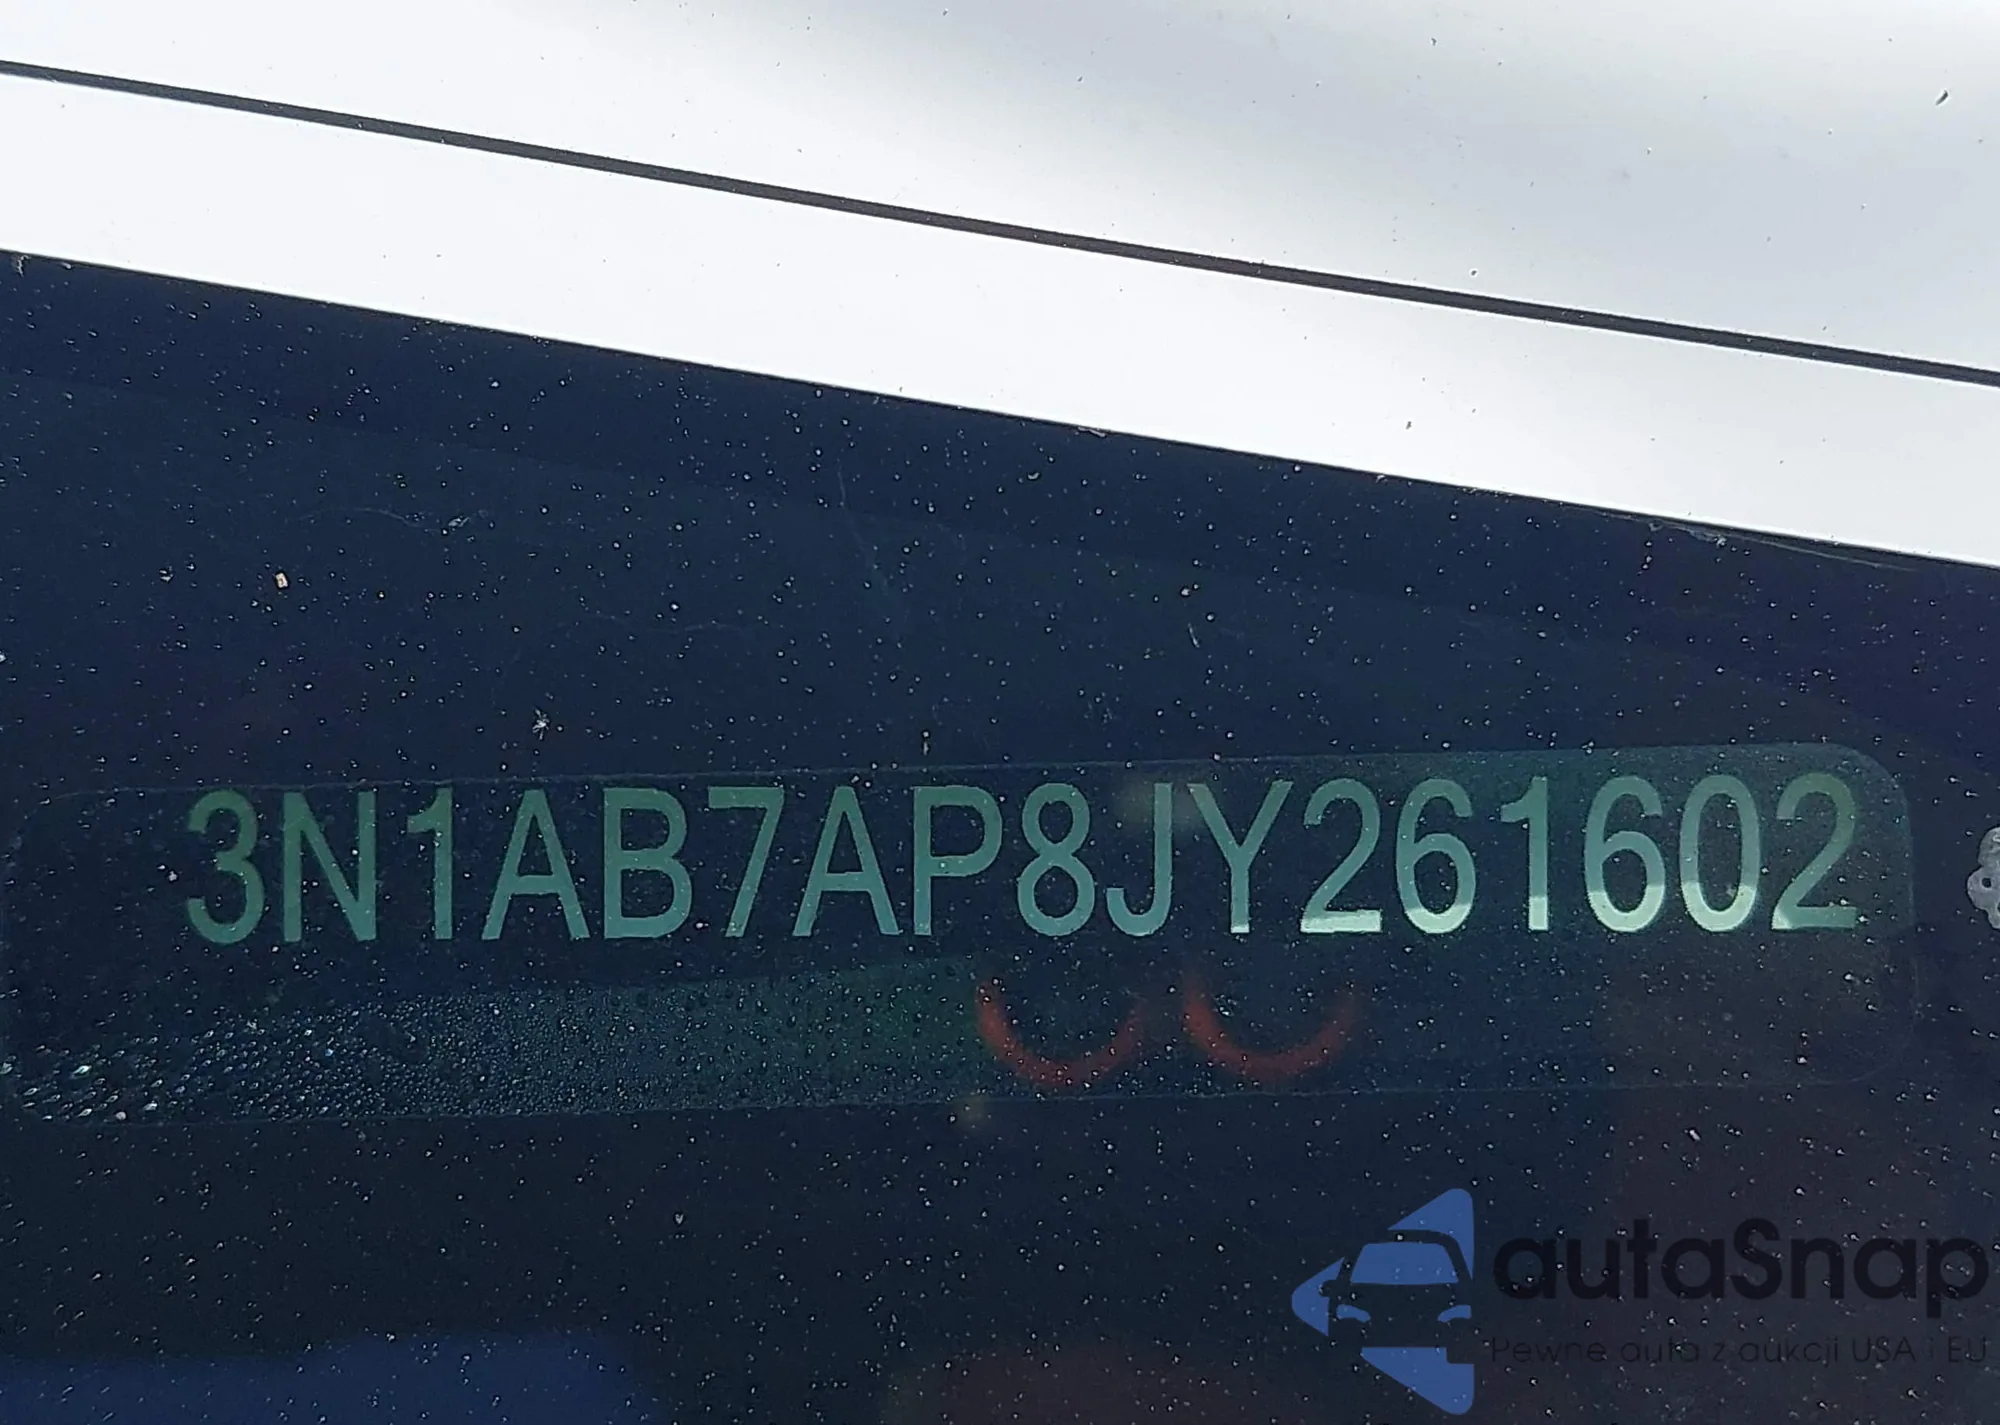 3N1AB7AP8JY261602
autaSnap
Pewne auta z aukcji USA i EU